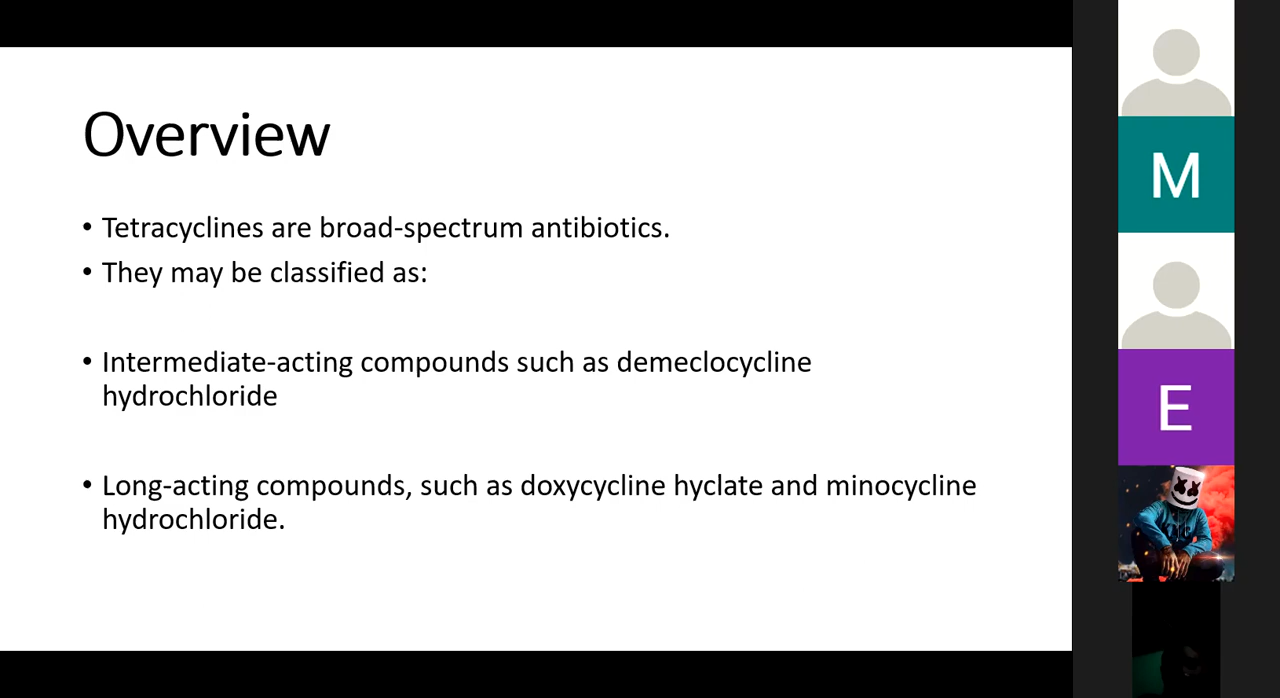 Overview
• Tetracyclines are broad-spectrum antibiotics.
• They may be classified as:
• Intermediate-acting compounds such as demeclocycline
hydrochloride
• Long-acting compounds, such as doxycycline hyclate and minocycline
hydrochloride.
M
E